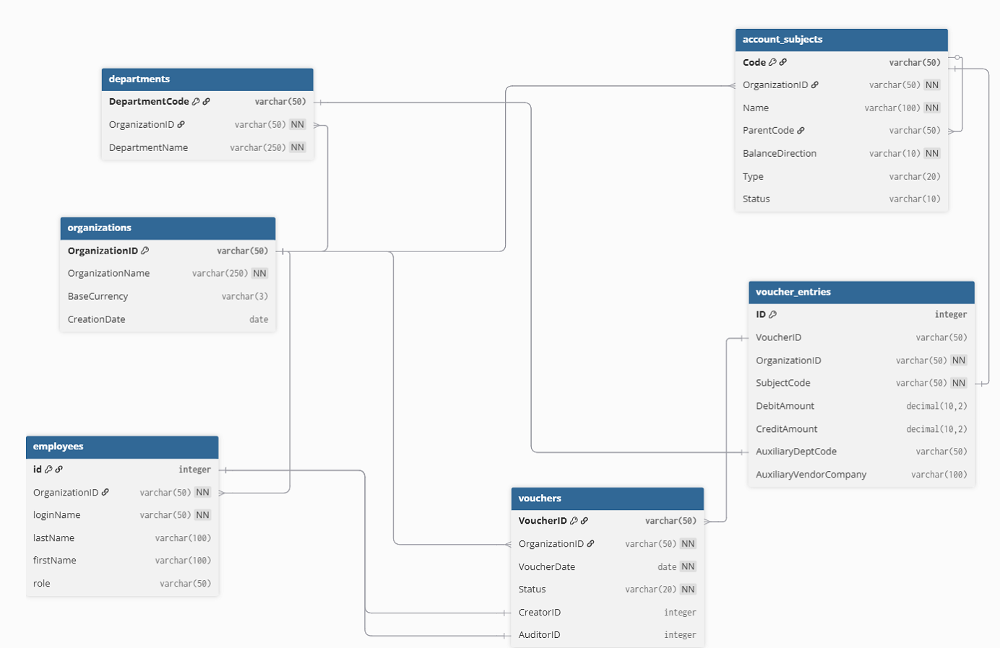 departments
DepartmentCode varchar(50)
OrganizationID varchar(50) NN
DepartmentName varchar(250) NN
organizations
OrganizationID varchar(50)
OrganizationName varchar(250) NN
BaseCurrency varchar(3)
CreationDate date
employees
id integer
OrganizationID varchar(50) NN
loginName varchar(50) NN
lastName varchar(100)
firstName varchar(100)
role varchar(50)
account_subjects
Code varchar(50)
OrganizationID varchar(50) NN
Name varchar(100) NN
ParentCode varchar(50)
BalanceDirection varchar(10) NN
Type varchar(20)
Status varchar(10)
voucher_entries
ID integer
VoucherID varchar(50)
OrganizationID varchar(50) NN
SubjectCode varchar(50) NN
DebitAmount decimal(10,2)
CreditAmount decimal(10,2)
AuxiliaryDeptCode varchar(50)
AuxiliaryVendorCompany varchar(100)
vouchers
VoucherID varchar(50)
OrganizationID varchar(50) NN
VoucherDate date NN
Status varchar(20) NN
CreatorID integer
AuditorID integer